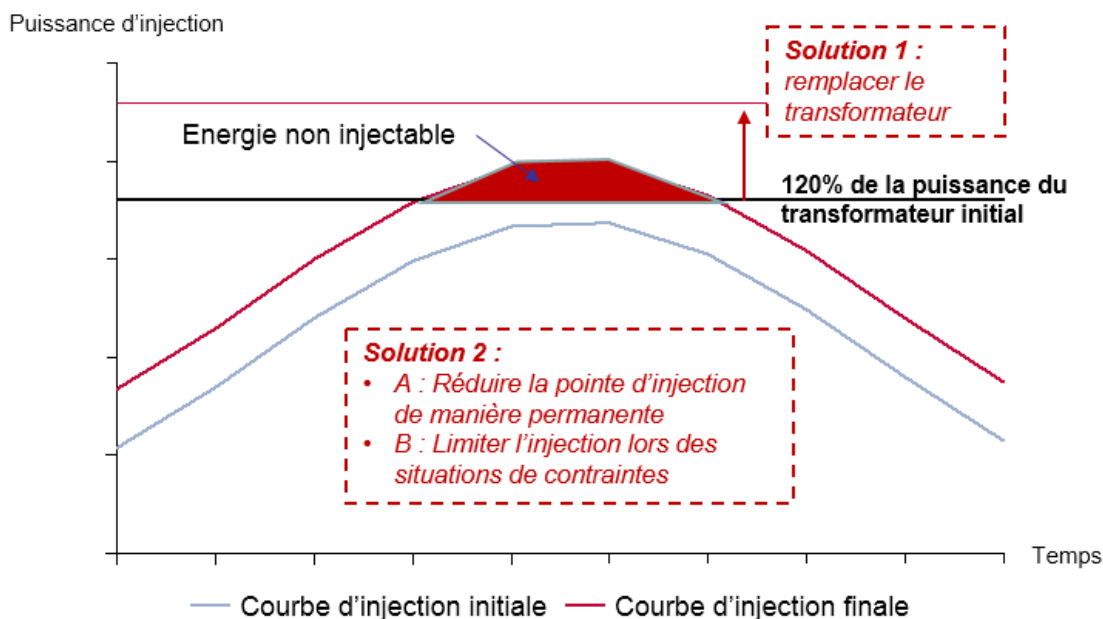 Puissance d'injection
Solution 1 :
remplacer le
transformateur
Energie non injectable
120% de la puissance du
transformateur initial
Solution 2 :
• A : Réduire la pointe d'injection
de manière permanente
• B : Limiter l'injection lors des
situations de contraintes
Temps
Courbe d'injection initiale
Courbe d'injection finale